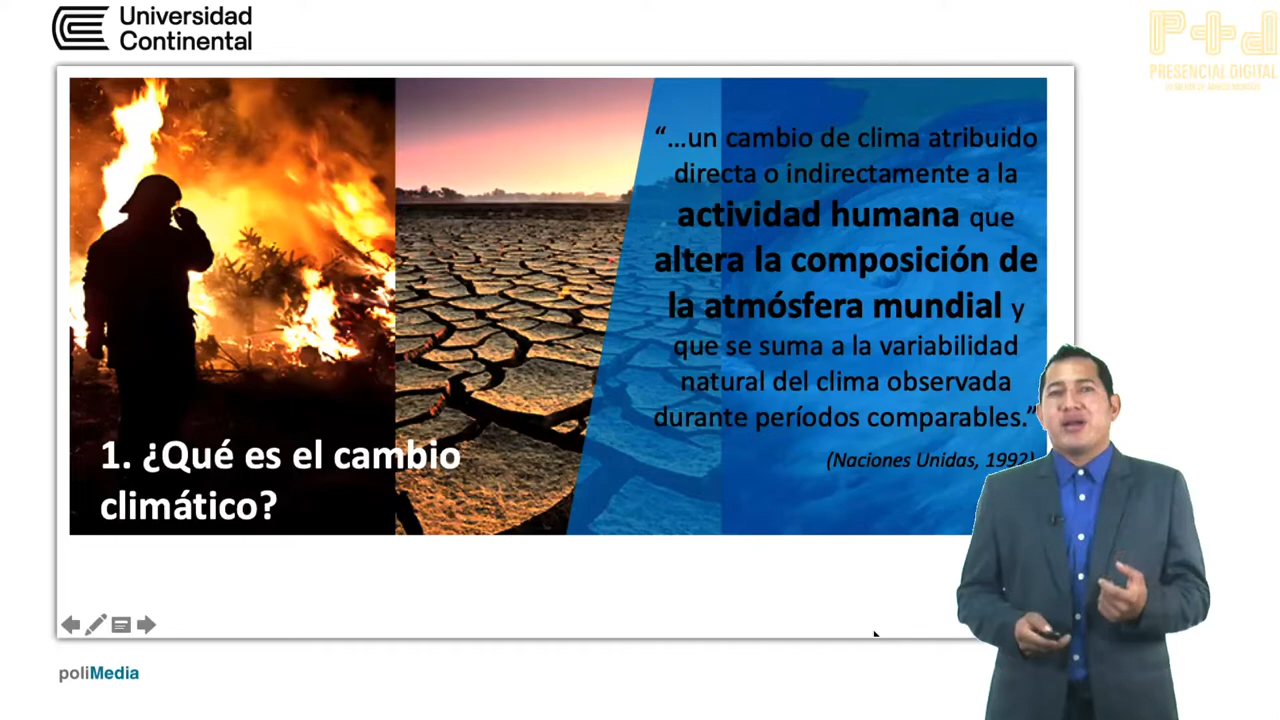 Universidad
Continental
PRESENCIAL DIGITAL
“...un cambio de clima atribuido
directa o indirectamente a la
actividad humana que
altera la composición de
la atmósfera mundial y
que se suma a la variabilidad
natural del clima observada
durante períodos comparables.”
(Naciones Unidas, 1992)
1. ¿Qué es el cambio
climático?
poliMedia